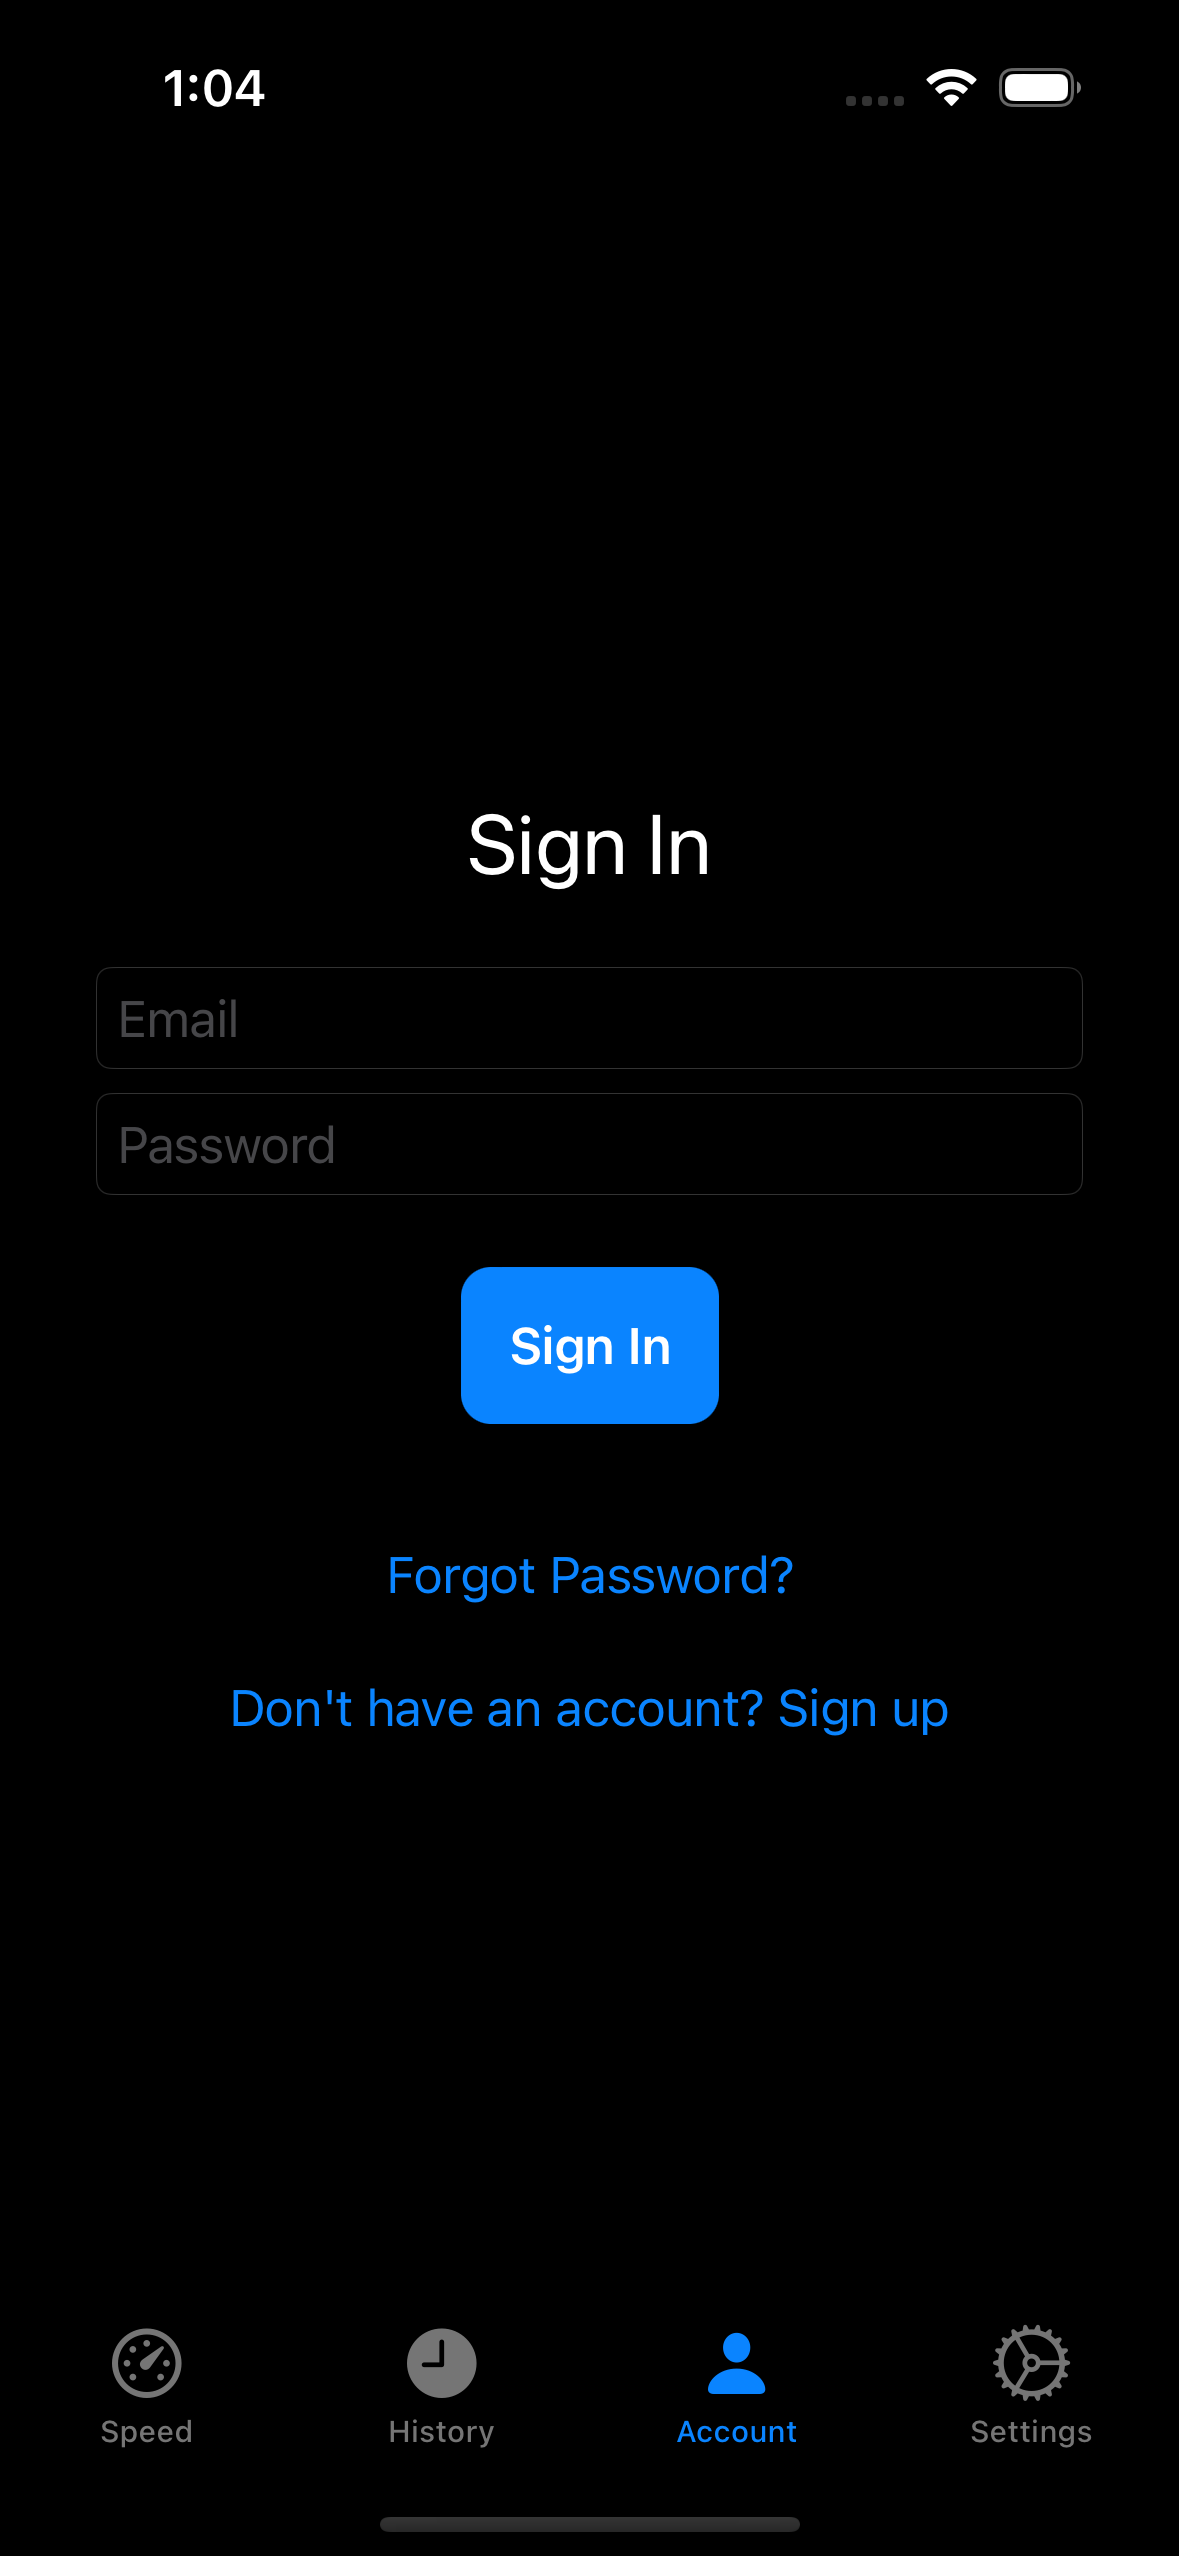 1:04
Sign In
Email
Password
Sign In
Forgot Password?
Don't have an account? Sign up
Speed
History
Account
Settings